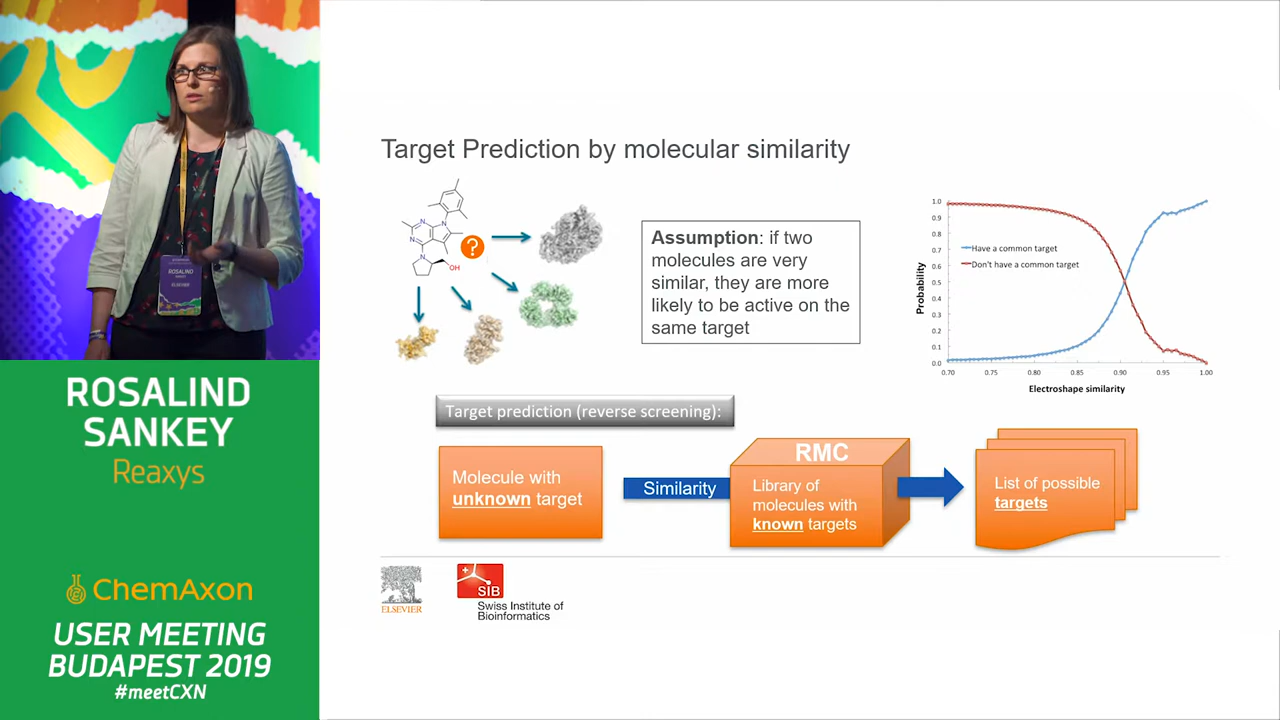 ROSALIND
SANKEY
ELSEVIER
ROSALIND
SANKEY
Reaxys
ChemAxon
USER MEETING
BUDAPEST 2019
#meetCXN
Target Prediction by molecular similarity
N
N
N
N
OH
?
Assumption: if two
molecules are very
similar, they are more
likely to be active on the
same target
Probability
1.0
0.9
0.8
0.7
0.6
0.5
0.4
0.3
0.2
0.1
0.0
Have a common target
Don't have a common target
0.70 0.75 0.80 0.85 0.90 0.95 1.00
Electroshape similarity
Target prediction (reverse screening):
Molecule with
unknown target
Similarity
RMC
Library of
molecules with
known targets
List of possible
targets
ELSEVIER
SIB
Swiss Institute of
Bioinformatics